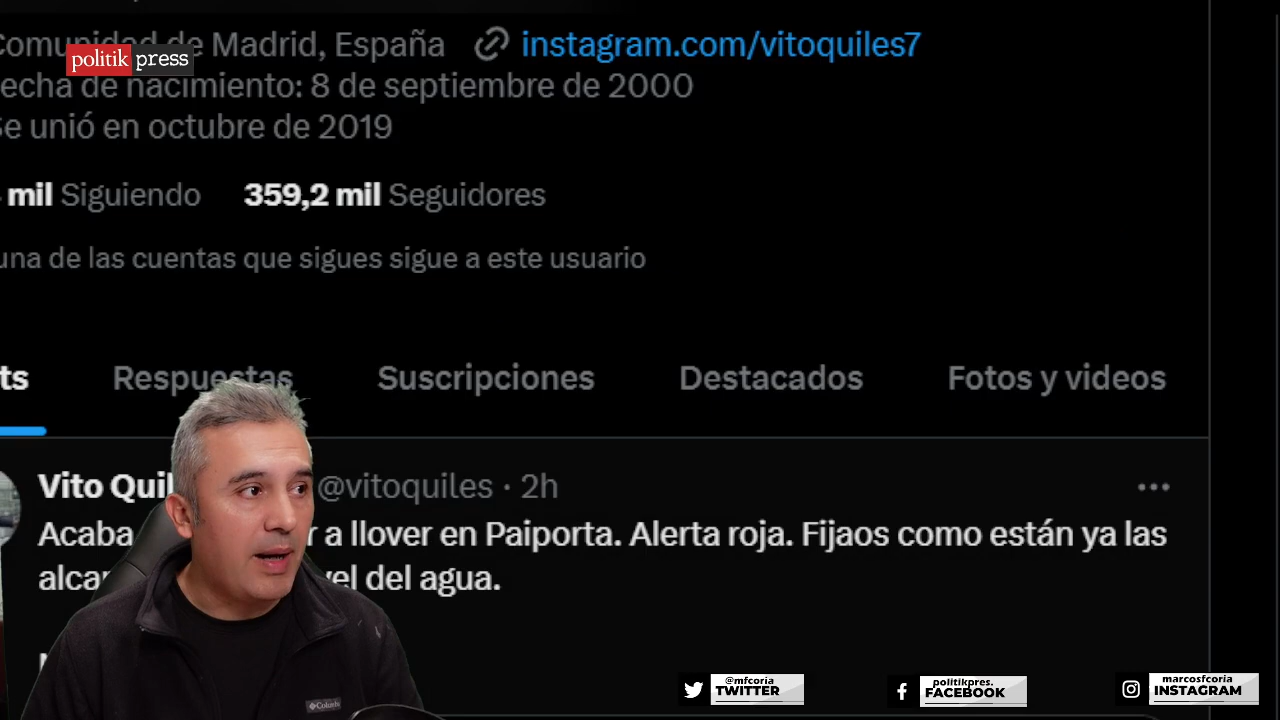 Comunidad de Madrid, España instagram.com/vitoquiles7
politik press
echa de nacimiento: 8 de septiembre de 2000
Se unió en octubre de 2019
mil Siguiendo 359,2 mil Seguidores
una de las cuentas que sigues sigue a este usuario
ts Respuestas Suscripciones Destacados Fotos y videos
Vito Quil @vitoquiles · 2h
Acaba r a llover en Paiporta. Alerta roja. Fijaos como están ya las
alcan vel del agua.
Columbia
@mfcoria
TWITTER
politikpres.
FACEBOOK
marcosfcoria
INSTAGRAM